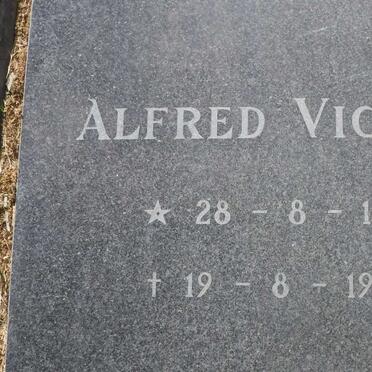 ALFRED VIC
★ 28 - 8 - 1
† 19 - 8 - 19